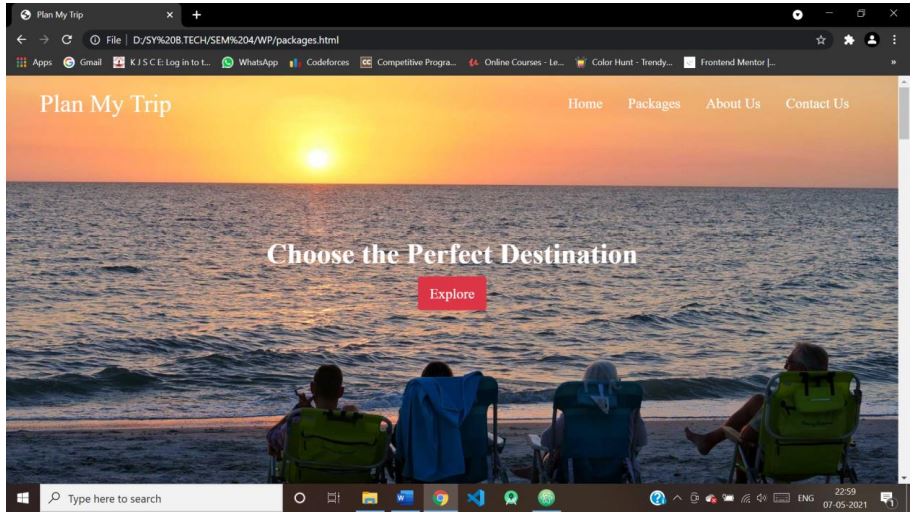 Plan My Trip
File | D:/SY%20B.TECH/SEM%204/WP/packages.html
Apps Gmail K J S C E: Log in to t... WhatsApp Codeforces CC Competitive Progra... Online Courses - Le... Color Hunt - Trendy... Frontend Mentor |... »
Plan My Trip Home Packages About Us Contact Us
Choose the Perfect Destination
Explore
Type here to search
ENG
22:59
07-05-2021